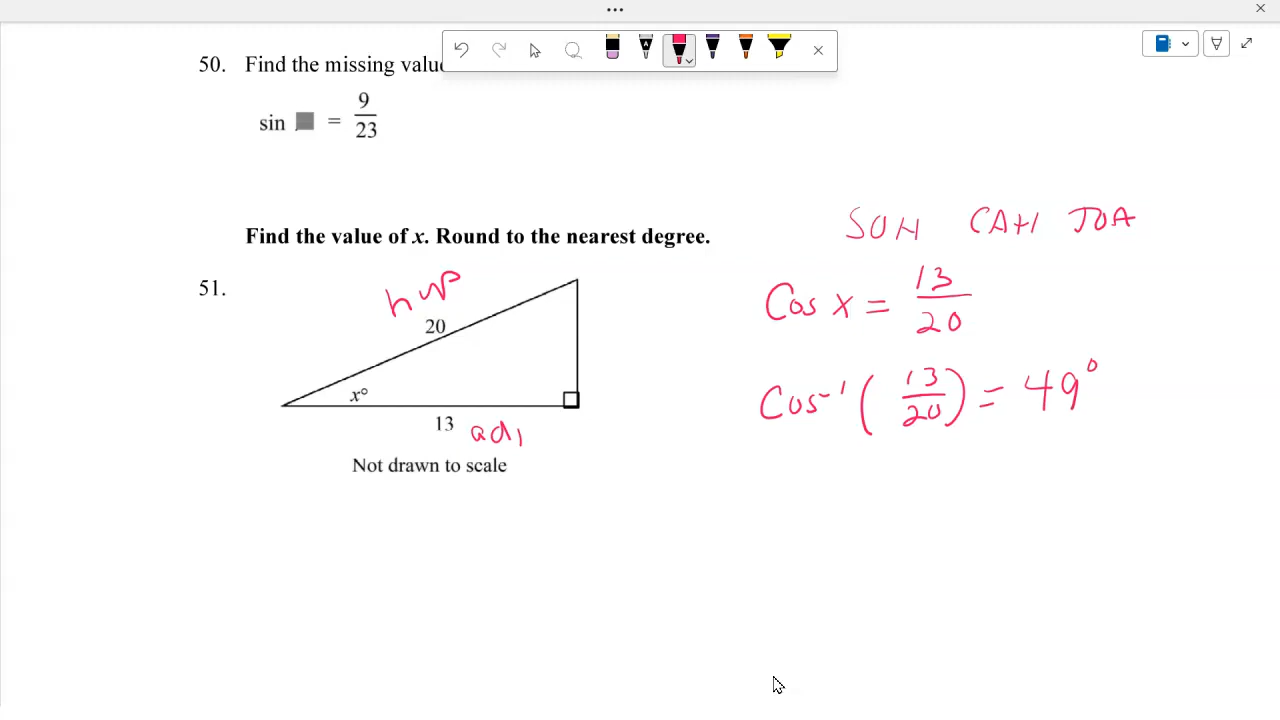 50. Find the missing valu
sin ■ = 9/23
Find the value of x. Round to the nearest degree.
SOH CAH TOA
51.
hyp
20
x°
13
adj
Not drawn to scale
Cos x = 13/20
Cos⁻¹ (13/20) = 49°